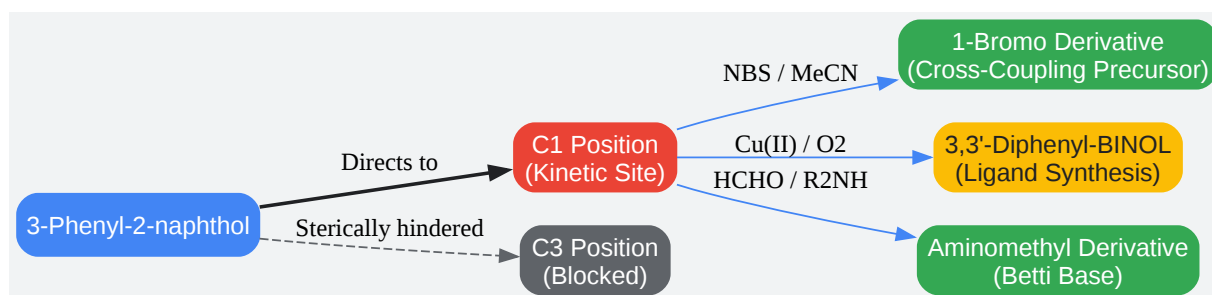 3-Phenyl-2-naphthol
Directs to
Sterically hindered
C1 Position
(Kinetic Site)
C3 Position
(Blocked)
NBS / MeCN
Cu(II) / O2
HCHO / R2NH
1-Bromo Derivative
(Cross-Coupling Precursor)
3,3'-Diphenyl-BINOL
(Ligand Synthesis)
Aminomethyl Derivative
(Betti Base)